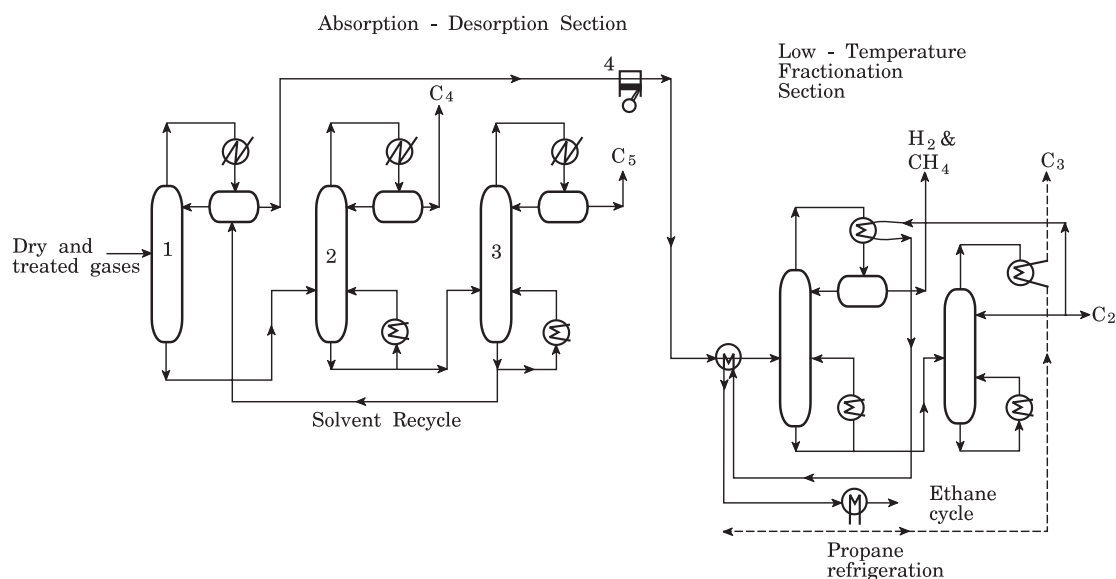 Absorption - Desorption Section
Low - Temperature
Fractionation
Section
4
C4
C5
H2 &
CH4
C3
1
2
3
Dry and
treated gases
C2
Solvent Recycle
Ethane
cycle
Propane
refrigeration